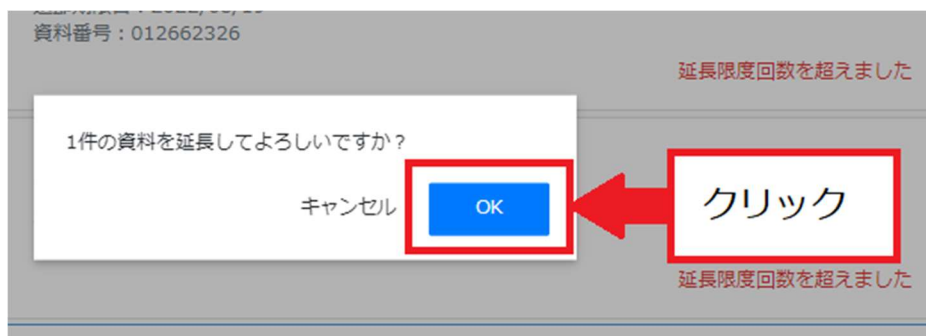 資料番号：012662326
延長限度回数を超えました
1件の資料を延長してよろしいですか？
キャンセル OK
クリック
延長限度回数を超えました